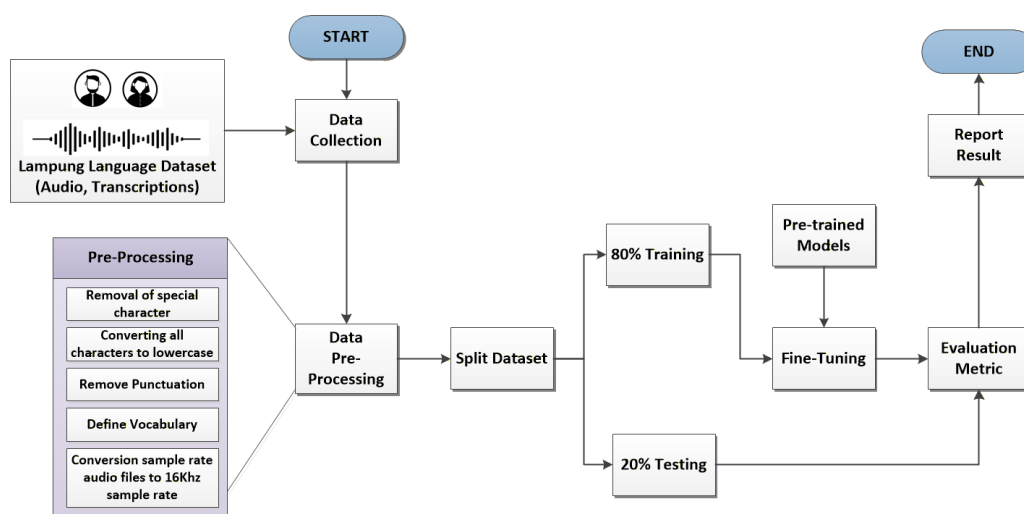 START
END
Data
Collection
Lampung Language Dataset
(Audio, Transcriptions)
Report
Result
Pre-Processing
Removal of special
character
Converting all
characters to lowercase
Remove Punctuation
Define Vocabulary
Conversion sample rate
audio files to 16Khz
sample rate
Data
Pre-
Processing
Split Dataset
80% Training
20% Testing
Pre-trained
Models
Fine-Tuning
Evaluation
Metric